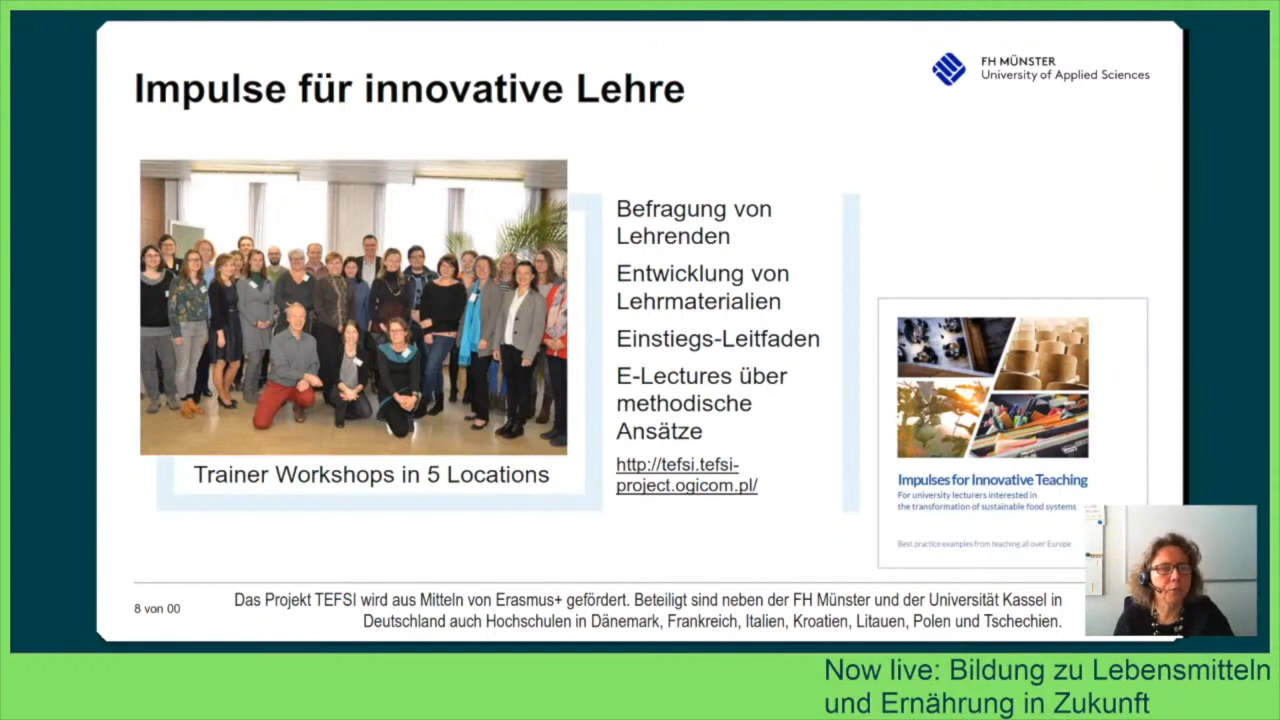 Impulse für innovative Lehre
FH MÜNSTER
University of Applied Sciences
Befragung von
Lehrenden
Entwicklung von
Lehrmaterialien
Einstiegs-Leitfaden
E-Lectures über
methodische
Ansätze
http://tefsi.tefsi-
project.ogicom.pl/
Trainer Workshops in 5 Locations
Impulses for Innovative Teaching
For university lecturers interested in
the transformation of sustainable food systems
Best practice examples from teaching all over Europe
8 von 00
Das Projekt TEFSI wird aus Mitteln von Erasmus+ gefördert. Beteiligt sind neben der FH Münster und der Universität Kassel in
Deutschland auch Hochschulen in Dänemark, Frankreich, Italien, Kroatien, Litauen, Polen und Tschechien.
Now live: Bildung zu Lebensmitteln
und Ernährung in Zukunft